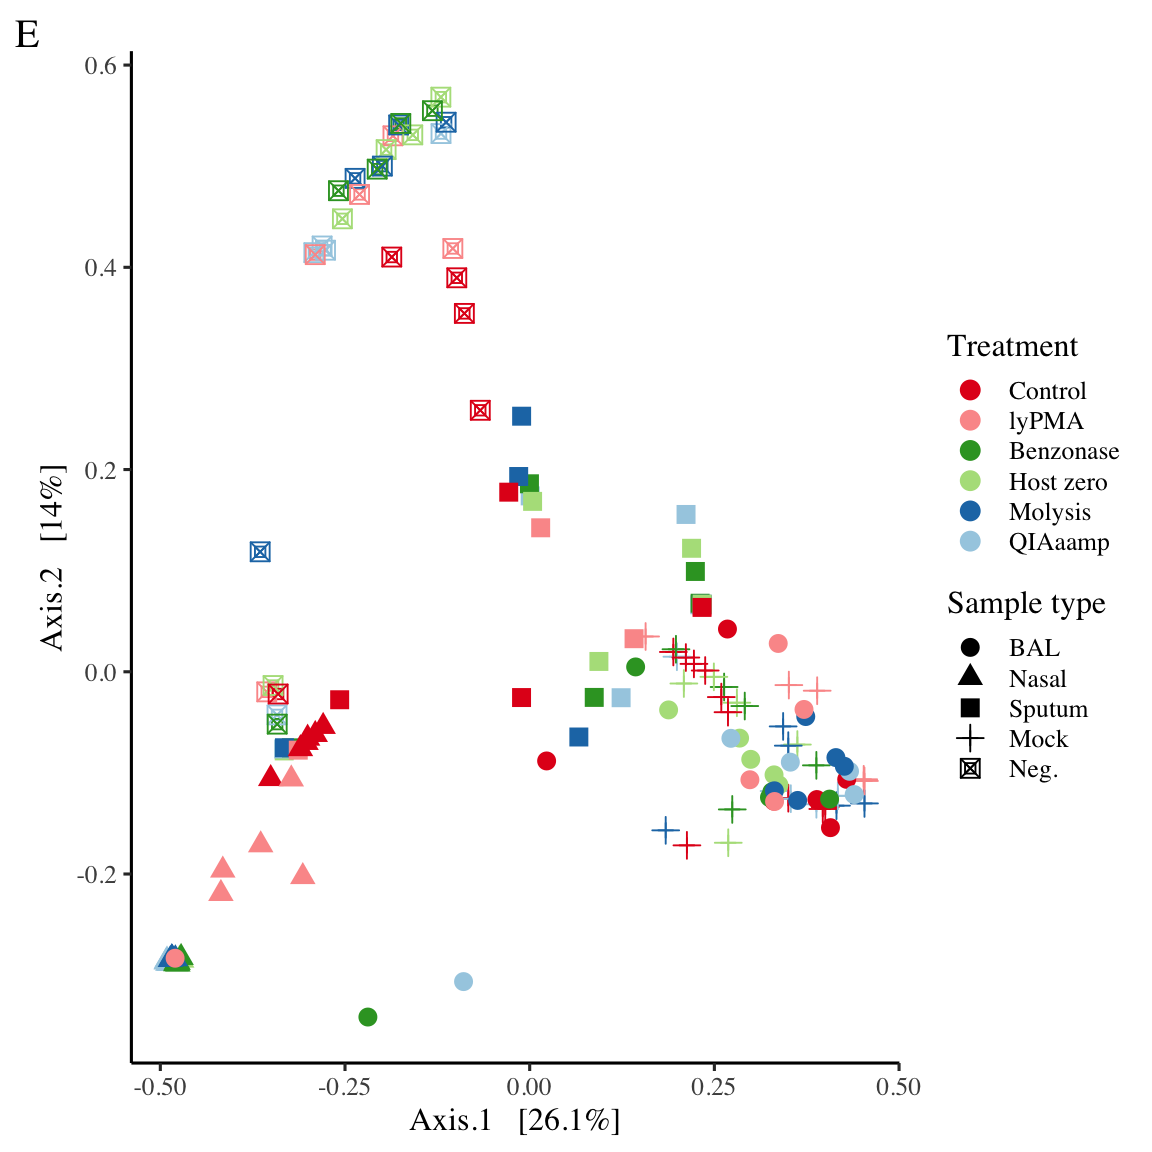 E
0.6
0.4
0.2
0.0
-0.2
Axis.2 [14%]
-0.50
-0.25
0.00
0.25
0.50
Axis.1 [26.1%]
Treatment
Control
lyPMA
Benzonase
Host zero
Molysis
QIAaamp
Sample type
BAL
Nasal
Sputum
Mock
Neg.